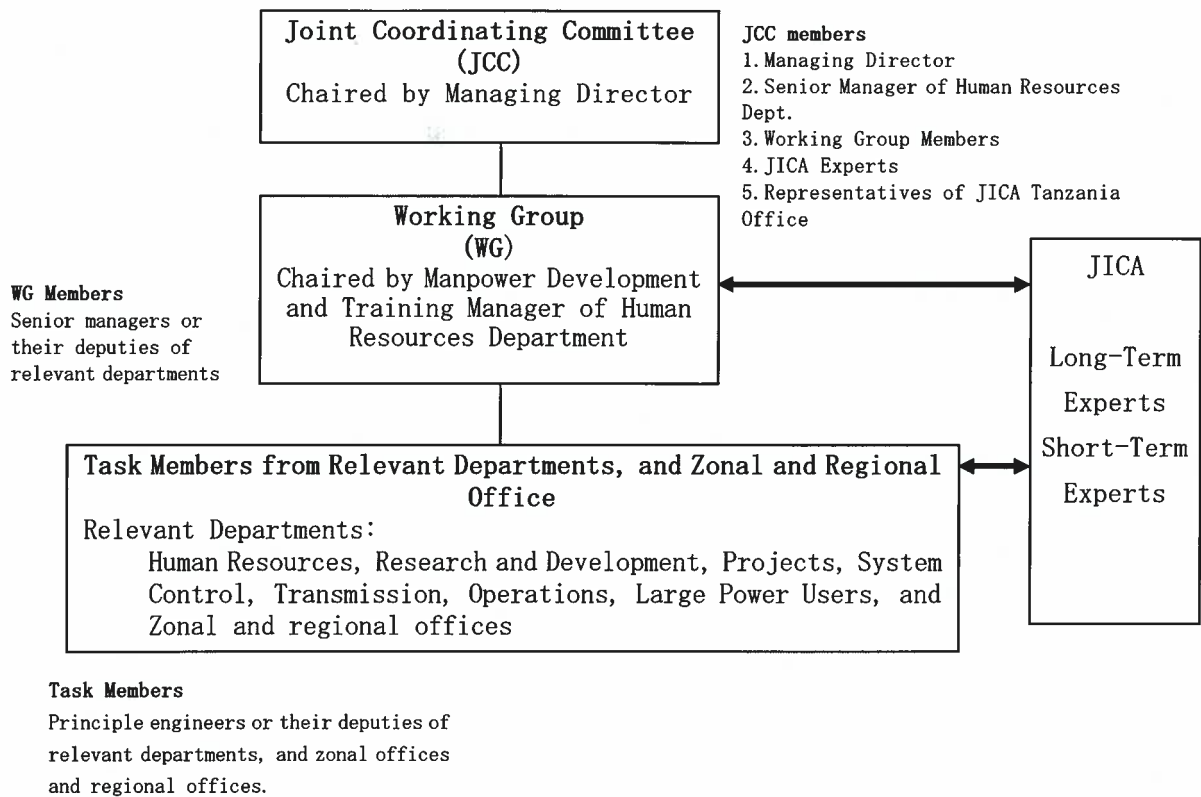 Joint Coordinating Committee
(JCC)
Chaired by Managing Director
JCC members
1. Managing Director
2. Senior Manager of Human Resources
Dept.
3. Working Group Members
4. JICA Experts
5. Representatives of JICA Tanzania
Office
Working Group
(WG)
Chaired by Manpower Development
and Training Manager of Human
Resources Department
WG Members
Senior managers or
their deputies of
relevant departments
JICA
Long-Term
Experts
Short-Term
Experts
Task Members from Relevant Departments, and Zonal and Regional
Office
Relevant Departments:
Human Resources, Research and Development, Projects, System
Control, Transmission, Operations, Large Power Users, and
Zonal and regional offices
Task Members
Principle engineers or their deputies of
relevant departments, and zonal offices
and regional offices.